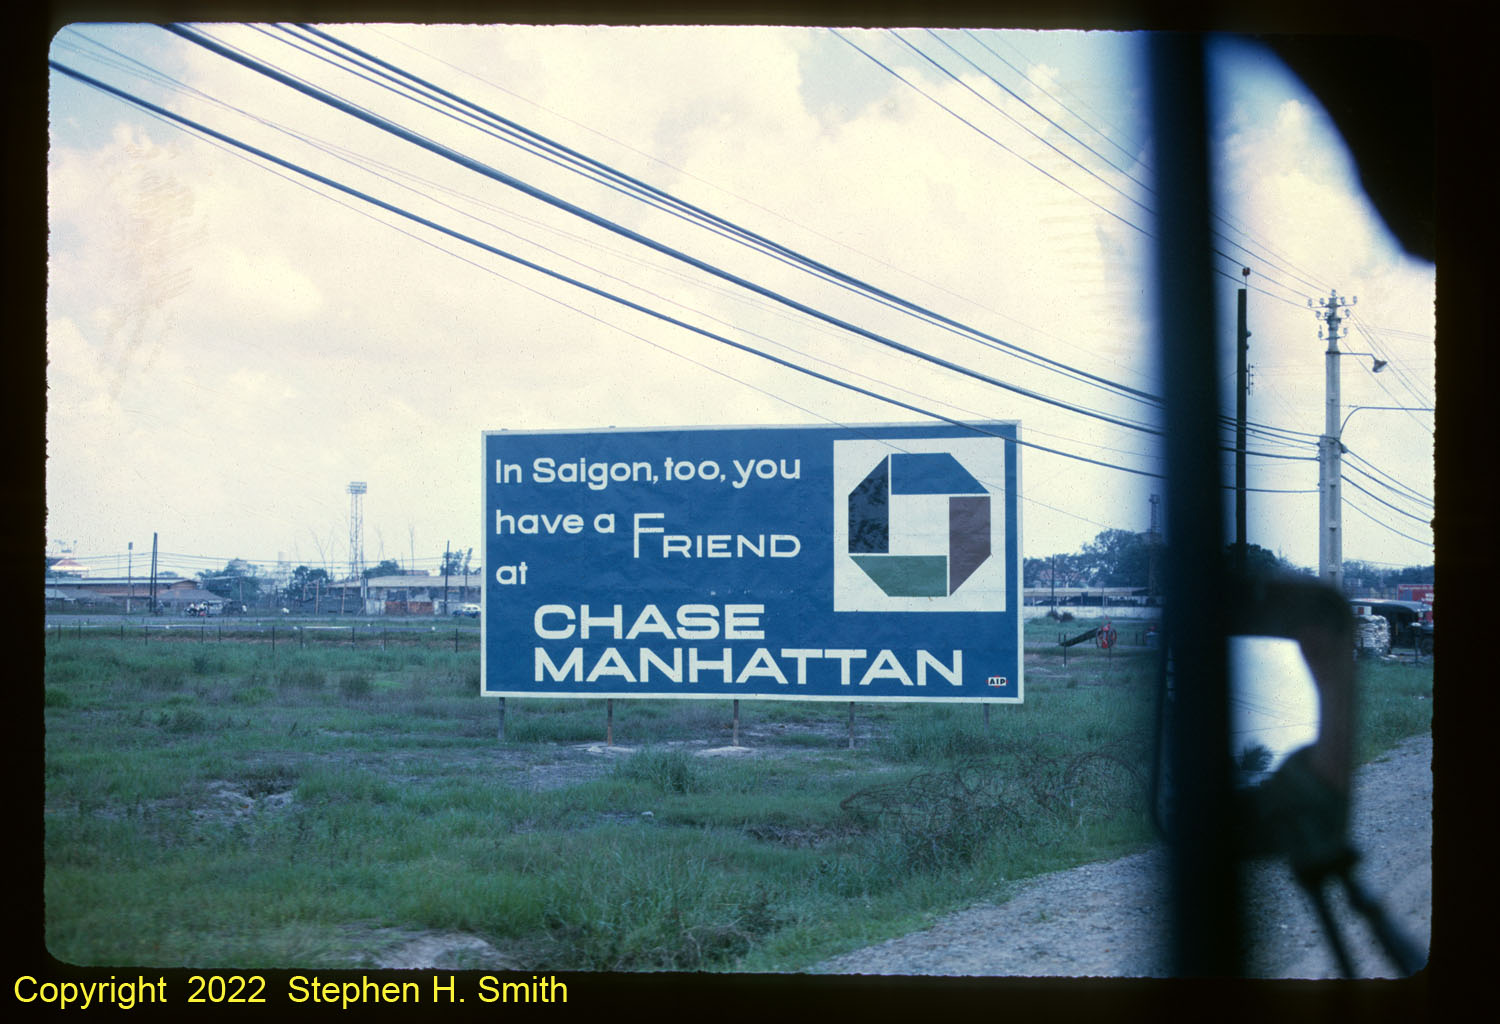 In Saigon, too, you
have a FRIEND
at
CHASE
MANHATTAN
AIP
Copyright 2022 Stephen H. Smith